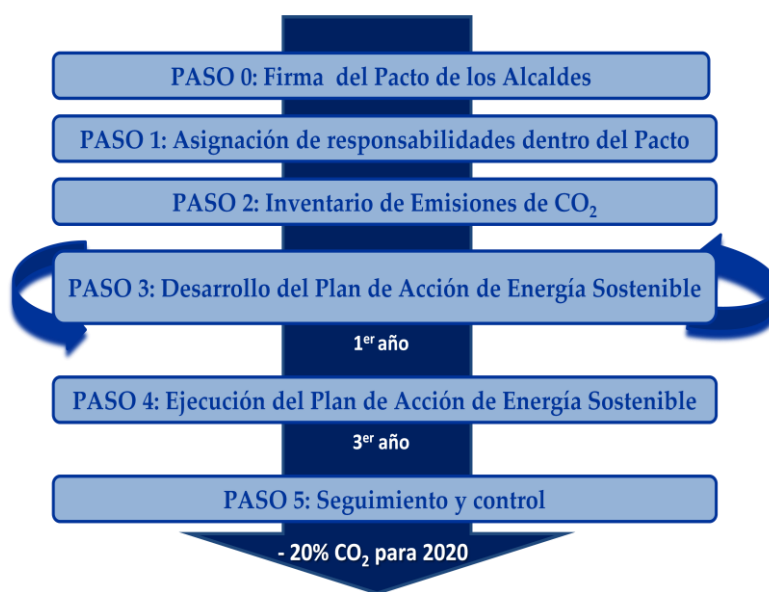 PASO 0: Firma del Pacto de los Alcaldes
PASO 1: Asignación de responsabilidades dentro del Pacto
PASO 2: Inventario de Emisiones de CO₂
PASO 3: Desarrollo del Plan de Acción de Energía Sostenible
1ᵉʳ año
PASO 4: Ejecución del Plan de Acción de Energía Sostenible
3ᵉʳ año
PASO 5: Seguimiento y control
- 20% CO₂ para 2020